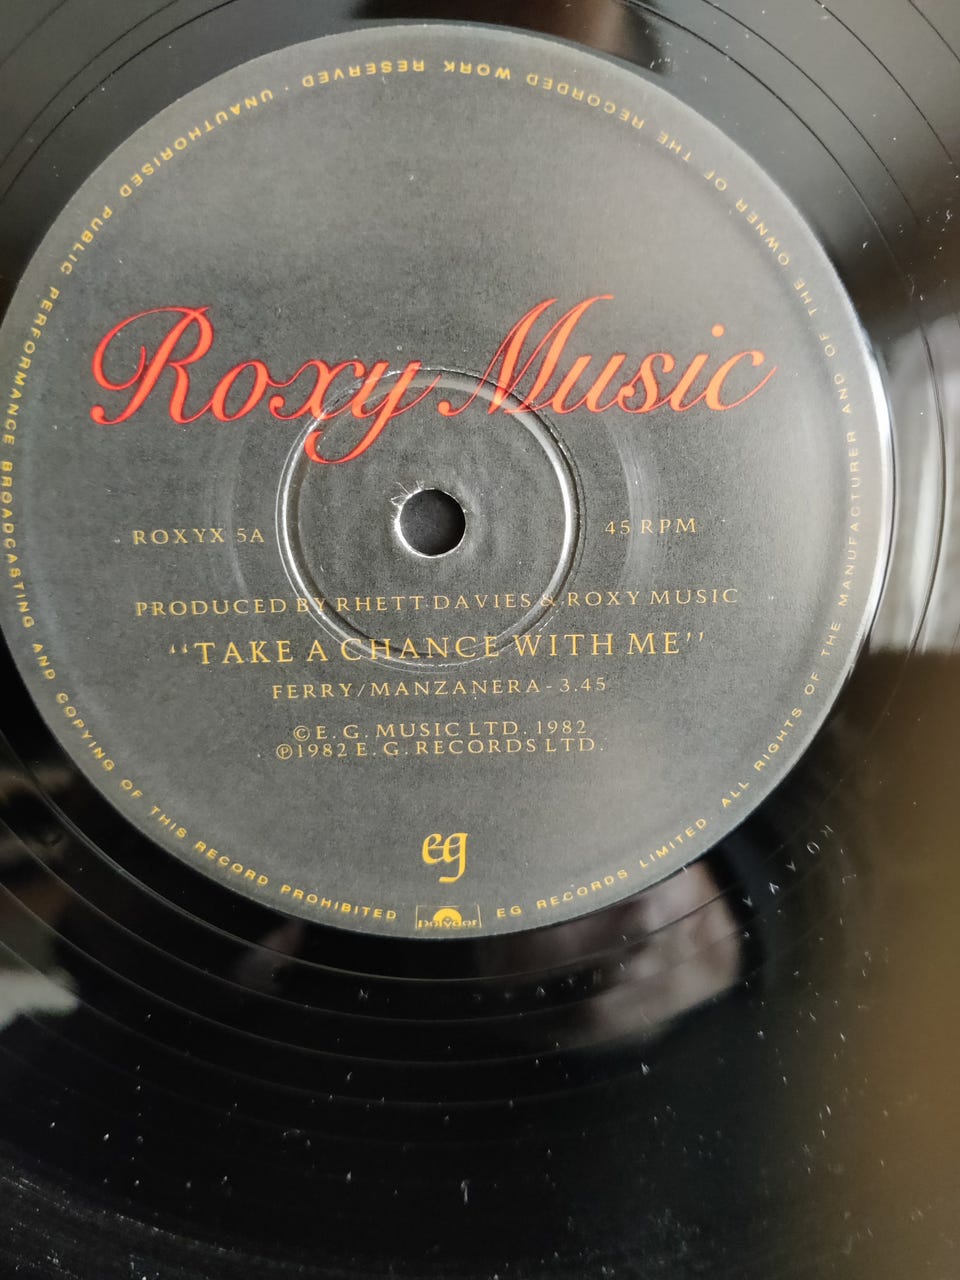 Roxy Music
ROXYX 5A
45 RPM
PRODUCED BY RHETT DAVIES & ROXY MUSIC
“TAKE A CHANCE WITH ME”
FERRY/MANZANERA - 3.45
© E. G. MUSIC LTD. 1982
℗ 1982 E. G. RECORDS LTD.
eg
polydor
EG RECORDS LIMITED ALL RIGHTS OF THE MANUFACTURER AND OF THE OWNER OF THE RECORDED WORK RESERVED · UNAUTHORISED PUBLIC PERFORMANCE BROADCASTING AND COPYING OF THIS RECORD PROHIBITED